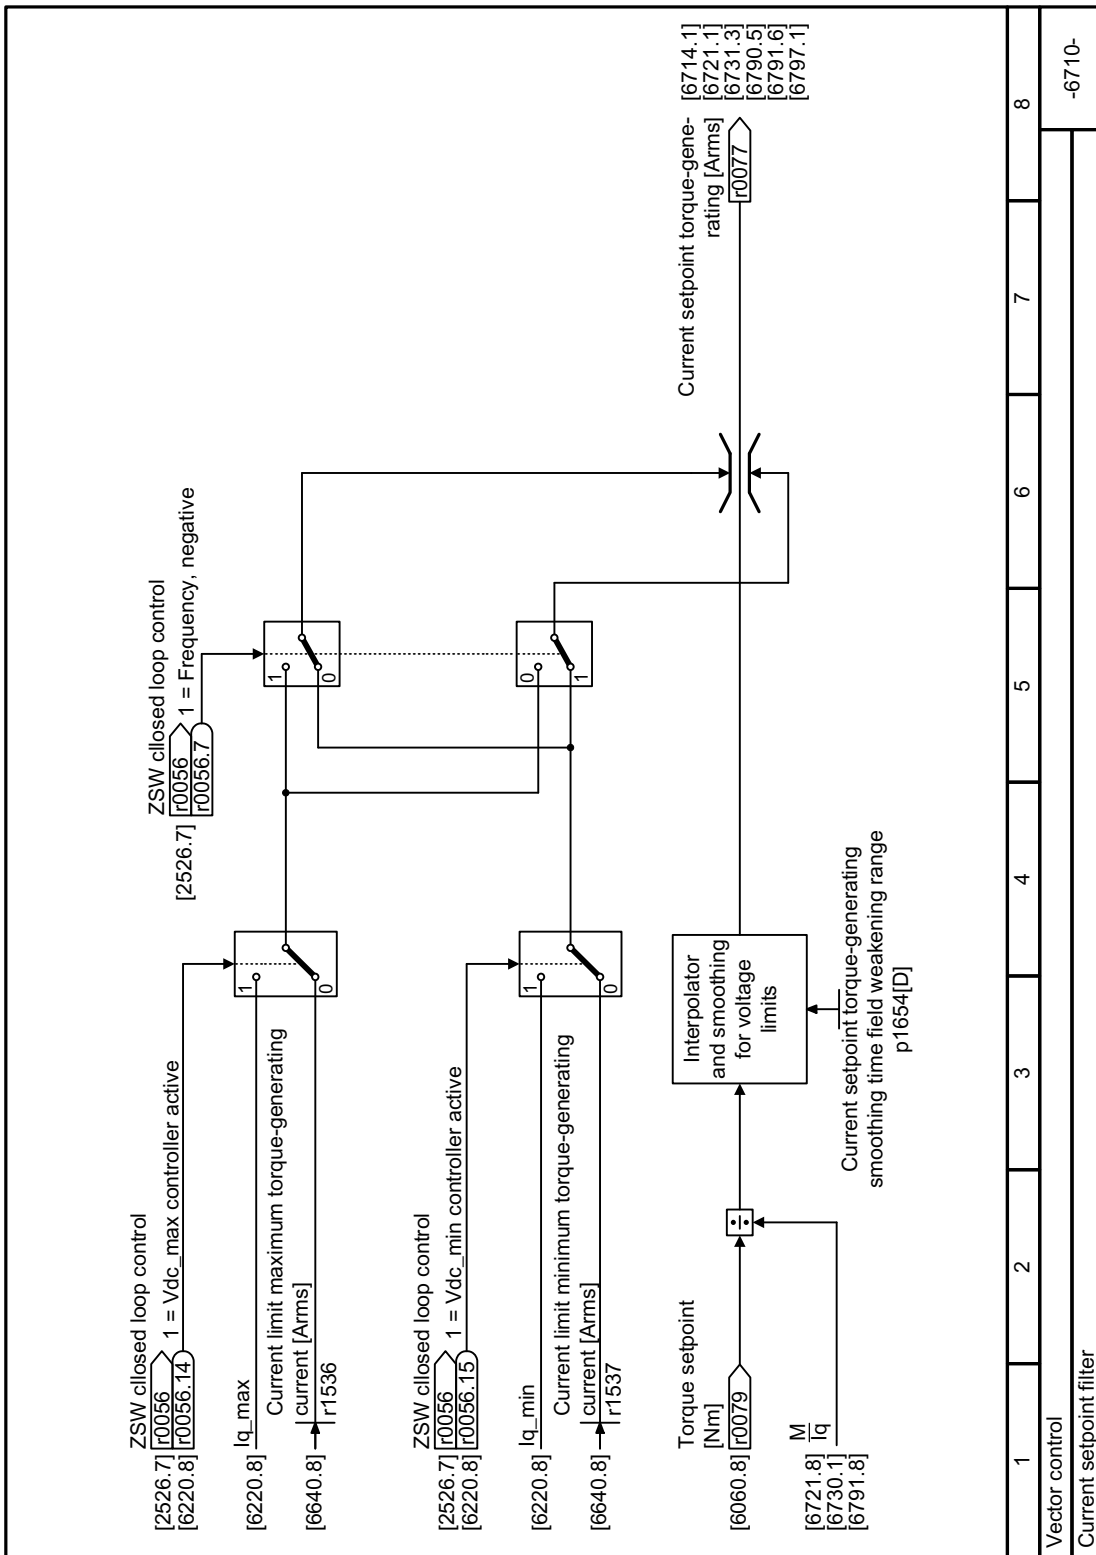 ZSW cllosed loop control
[2526.7] r0056
[6220.8] r0056.14
1 = Vdc_max controller active
[6220.8] Iq_max
Current limit maximum torque-generating
current [Arms]
[6640.8] r1536
1
0
ZSW cllosed loop control
[2526.7] r0056
r0056.7
1 = Frequency, negative
1
0
ZSW cllosed loop control
[2526.7] r0056
[6220.8] r0056.15
1 = Vdc_min controller active
[6220.8] Iq_min
Current limit minimum torque-generating
current [Arms]
[6640.8] r1537
1
0
0
1
Torque setpoint
[Nm]
[6060.8] r0079
M
Iq
[6721.8]
[6730.1]
[6791.8]
Interpolator
and smoothing
for voltage
limits
Current setpoint torque-generating
smoothing time field weakening range
p1654[D]
Current setpoint torque-gene-
rating [Arms]
r0077
[6714.1]
[6721.1]
[6731.3]
[6790.5]
[6791.6]
[6797.1]
1 2 3 4 5 6 7 8
Vector control
Current setpoint filter
-6710-